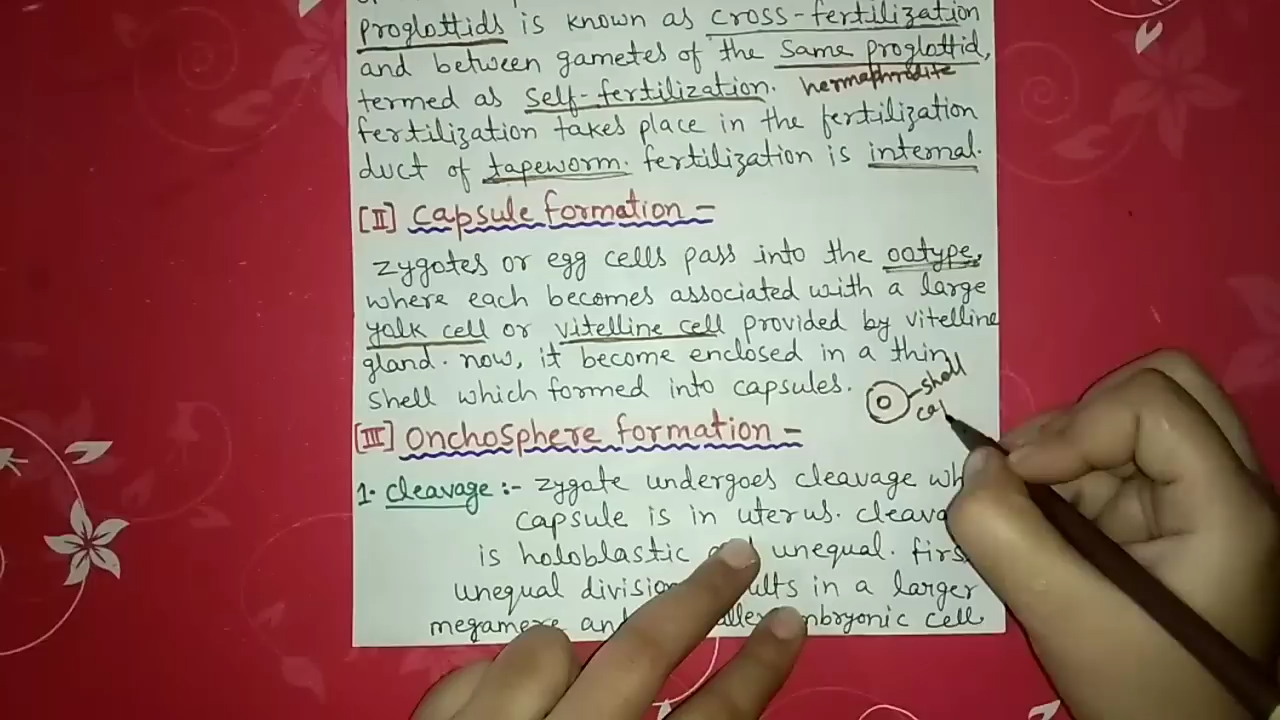 proglottids is known as cross-fertilization
and between gametes of the same proglottid,
termed as self-fertilization. hermaphrodite
fertilization takes place in the fertilization
duct of tapeworm. fertilization is internal.
[II] Capsule formation -
zygotes or egg cells pass into the ootype,
where each becomes associated with a large
yalk cell or vitelline cell provided by vitelline
gland. now, it become enclosed in a thin
shell which formed into capsules.
shell
[III] Onchosphere formation -
1. Cleavage :- zygate undergoes cleavage
capsule is in uterus.
is holoblastic unequal.
unequal in a larger
cell